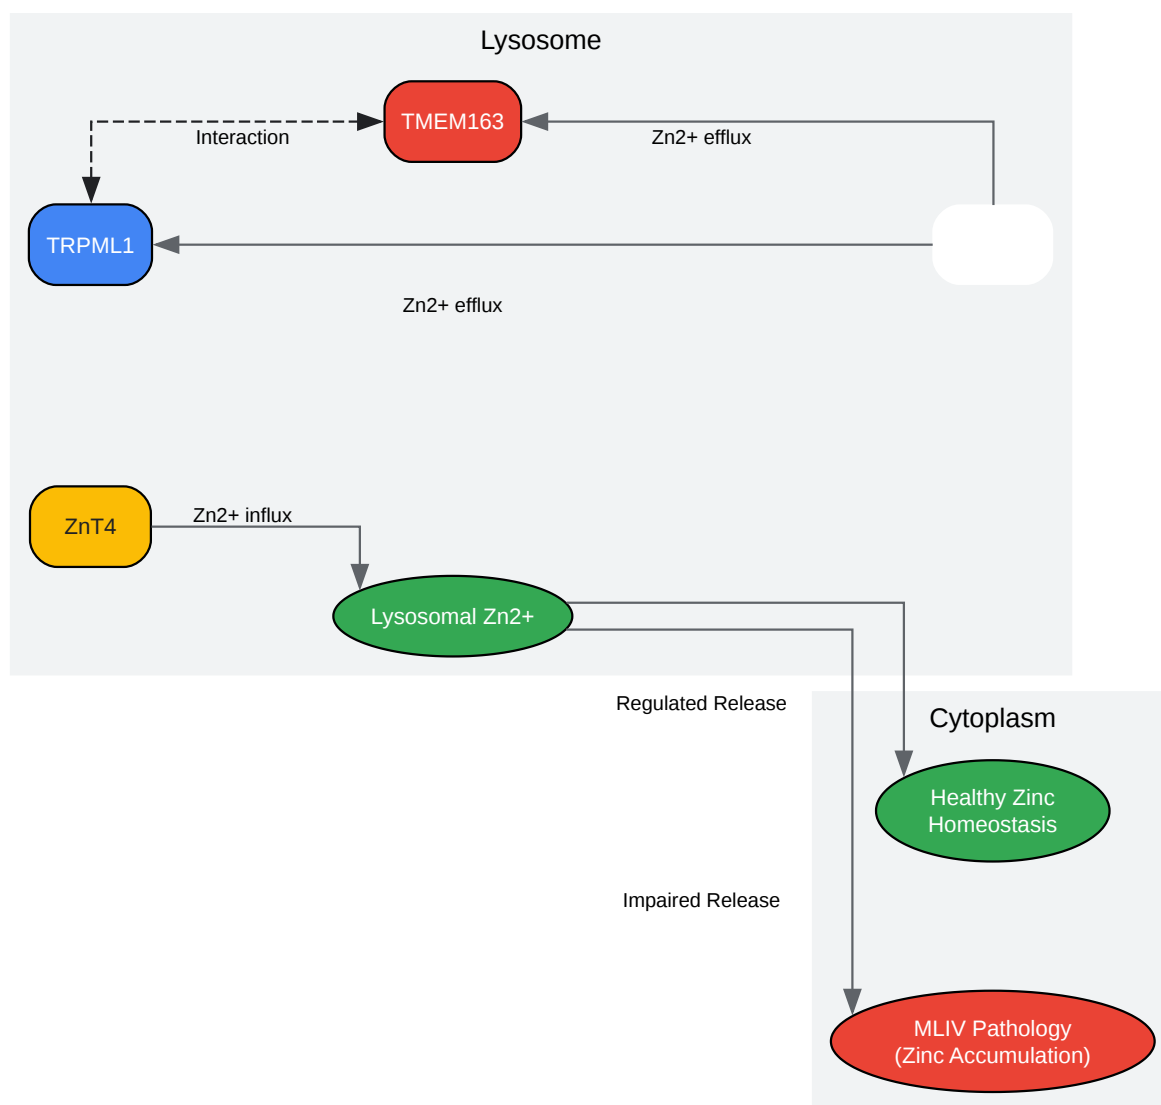 Lysosome
TMEM163
Interaction
Zn2+ efflux
TRPML1
Zn2+ efflux
ZnT4
Zn2+ influx
Lysosomal Zn2+
Regulated Release
Cytoplasm
Healthy Zinc
Homeostasis
Impaired Release
MLIV Pathology
(Zinc Accumulation)